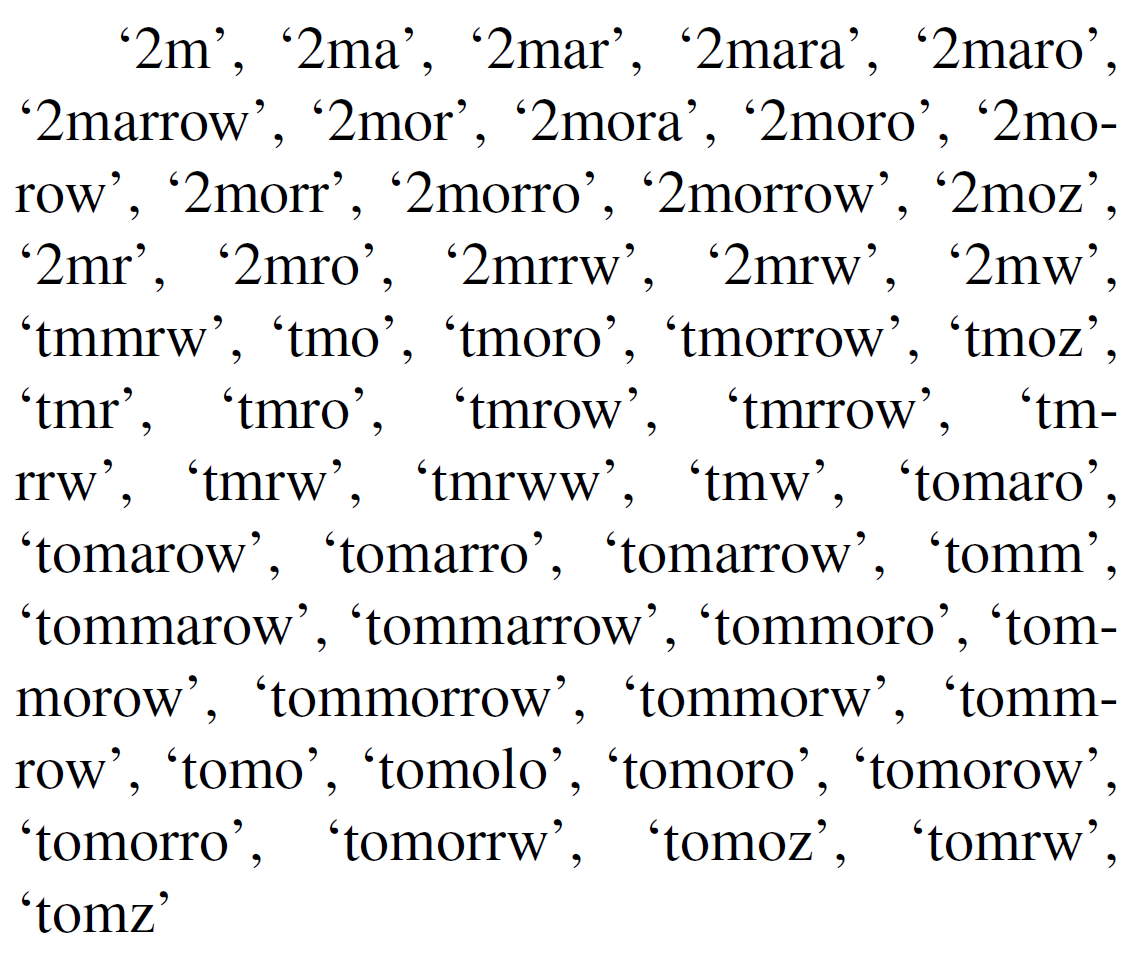 ‘2m’, ‘2ma’, ‘2mar’, ‘2mara’, ‘2maro’,
‘2marrow’, ‘2mor’, ‘2mora’, ‘2moro’, ‘2mo-
row’, ‘2morr’, ‘2morro’, ‘2morrow’, ‘2moz’,
‘2mr’, ‘2mro’, ‘2mrrw’, ‘2mrw’, ‘2mw’,
‘tmmrw’, ‘tmo’, ‘tmoro’, ‘tmorrow’, ‘tmoz’,
‘tmr’, ‘tmro’, ‘tmrow’, ‘tmrrow’, ‘tm-
rrw’, ‘tmrw’, ‘tmrww’, ‘tmw’, ‘tomaro’,
‘tomarow’, ‘tomarro’, ‘tomarrow’, ‘tomm’,
‘tommarow’, ‘tommarrow’, ‘tommoro’, ‘tom-
morow’, ‘tommorrow’, ‘tommorw’, ‘tomm-
row’, ‘tomo’, ‘tomolo’, ‘tomoro’, ‘tomorow’,
‘tomorro’, ‘tomorrw’, ‘tomoz’, ‘tomrw’,
‘tomz’